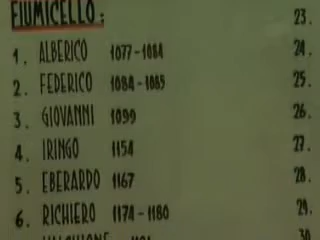 FIUMICELLO:
1. ALBERICO 1077-1084
2. FEDERICO 1084-1085
3. GIOVANNI 1099
4. IRINGO 1154
5. EBERARDO 1167
6. RICHIERO 1174-1180
23.
24.
25.
26.
27.
28.
29.
30